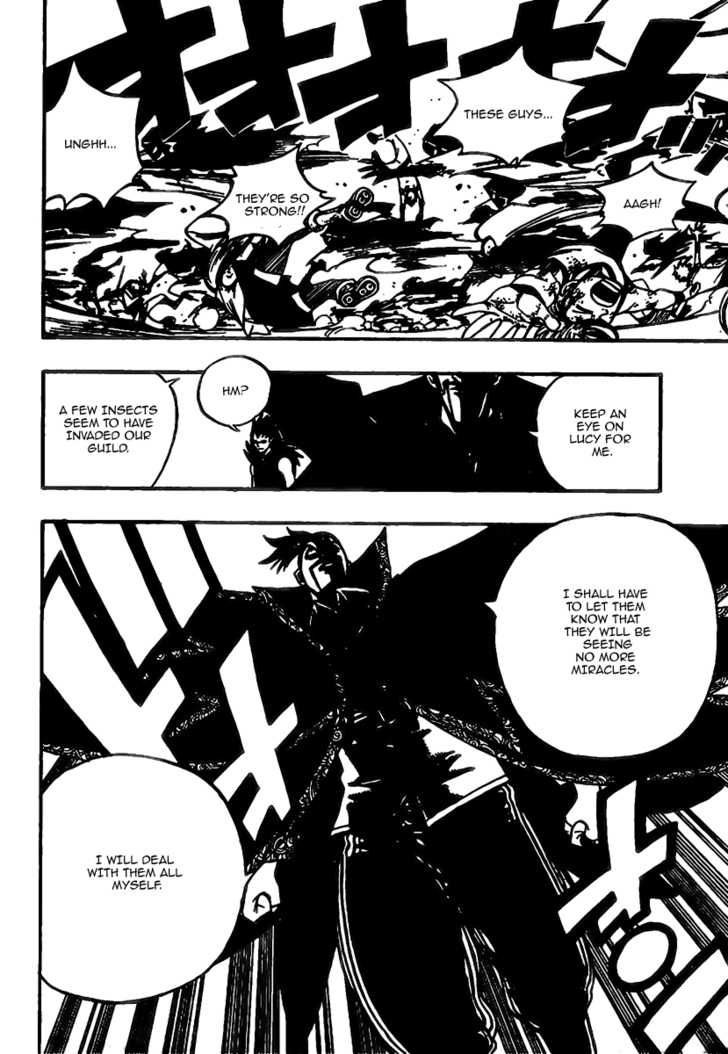 UNGHH...
THESE GUYS...
THEY'RE SO
STRONG!!
AAGH!
A FEW INSECTS
SEEM TO HAVE
INVADED OUR
GUILD.
HM?
KEEP AN
EYE ON
LUCY FOR
ME.
I SHALL HAVE
TO LET THEM
KNOW THAT
THEY WILL BE
SEEING
NO MORE
MIRACLES.
I WILL DEAL
WITH THEM ALL
MYSELF.